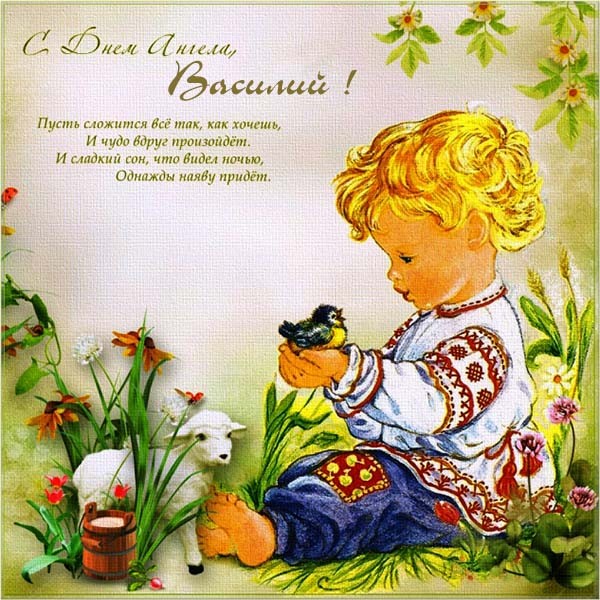 С Днем Ангела,
Василий !
Пусть сложится всё так, как хочешь,
И чудо вдруг произойдёт.
И сладкий сон, что видел ночью,
Однажды наяву придёт.